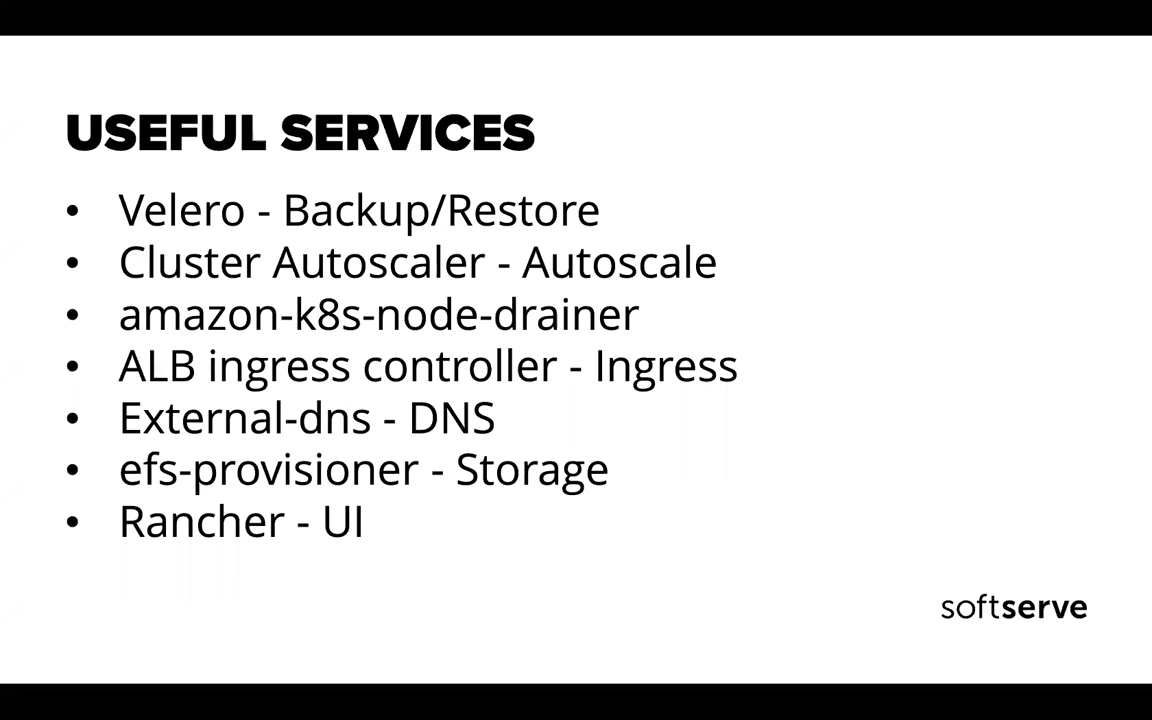 USEFUL SERVICES
• Velero - Backup/Restore
• Cluster Autoscaler - Autoscale
• amazon-k8s-node-drainer
• ALB ingress controller - Ingress
• External-dns - DNS
• efs-provisioner - Storage
• Rancher - UI
softserve